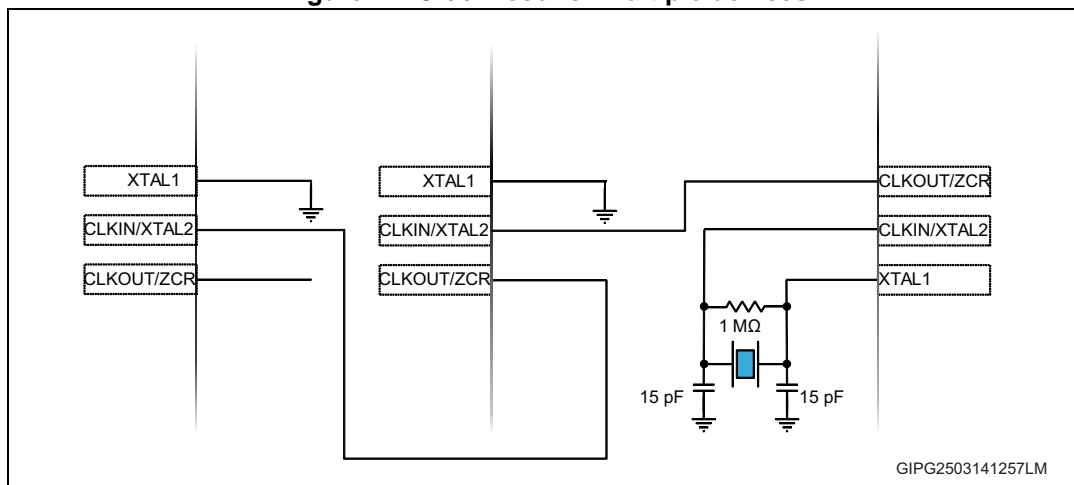 XTAL1
CLKIN/XTAL2
CLKOUT/ZCR
XTAL1
CLKIN/XTAL2
CLKOUT/ZCR
CLKOUT/ZCR
CLKIN/XTAL2
XTAL1
1 MΩ
15 pF
15 pF
GIPG2503141257LM